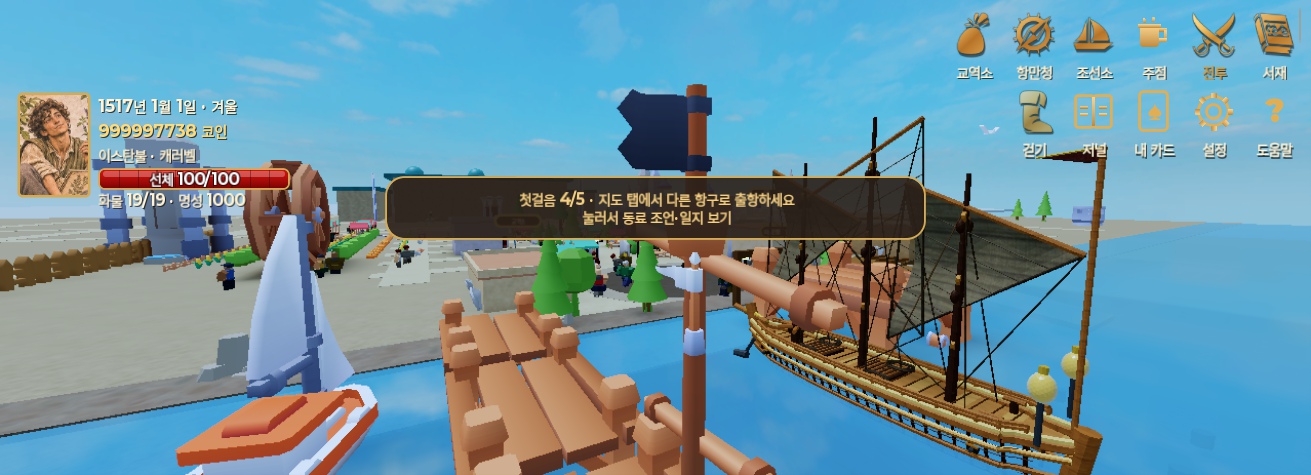 교역소
항만청
조선소
주점
전투
서재
걷기
저널
내 카드
설정
?
도움말
1517년 1월 1일 · 겨울
999997738 코인
이스탄불 · 캐러벨
선체 100/100
화물 19/19 · 명성 1000
첫걸음 4/5 · 지도 탭에서 다른 항구로 출항하세요
눌러서 동료 조언·일지 보기